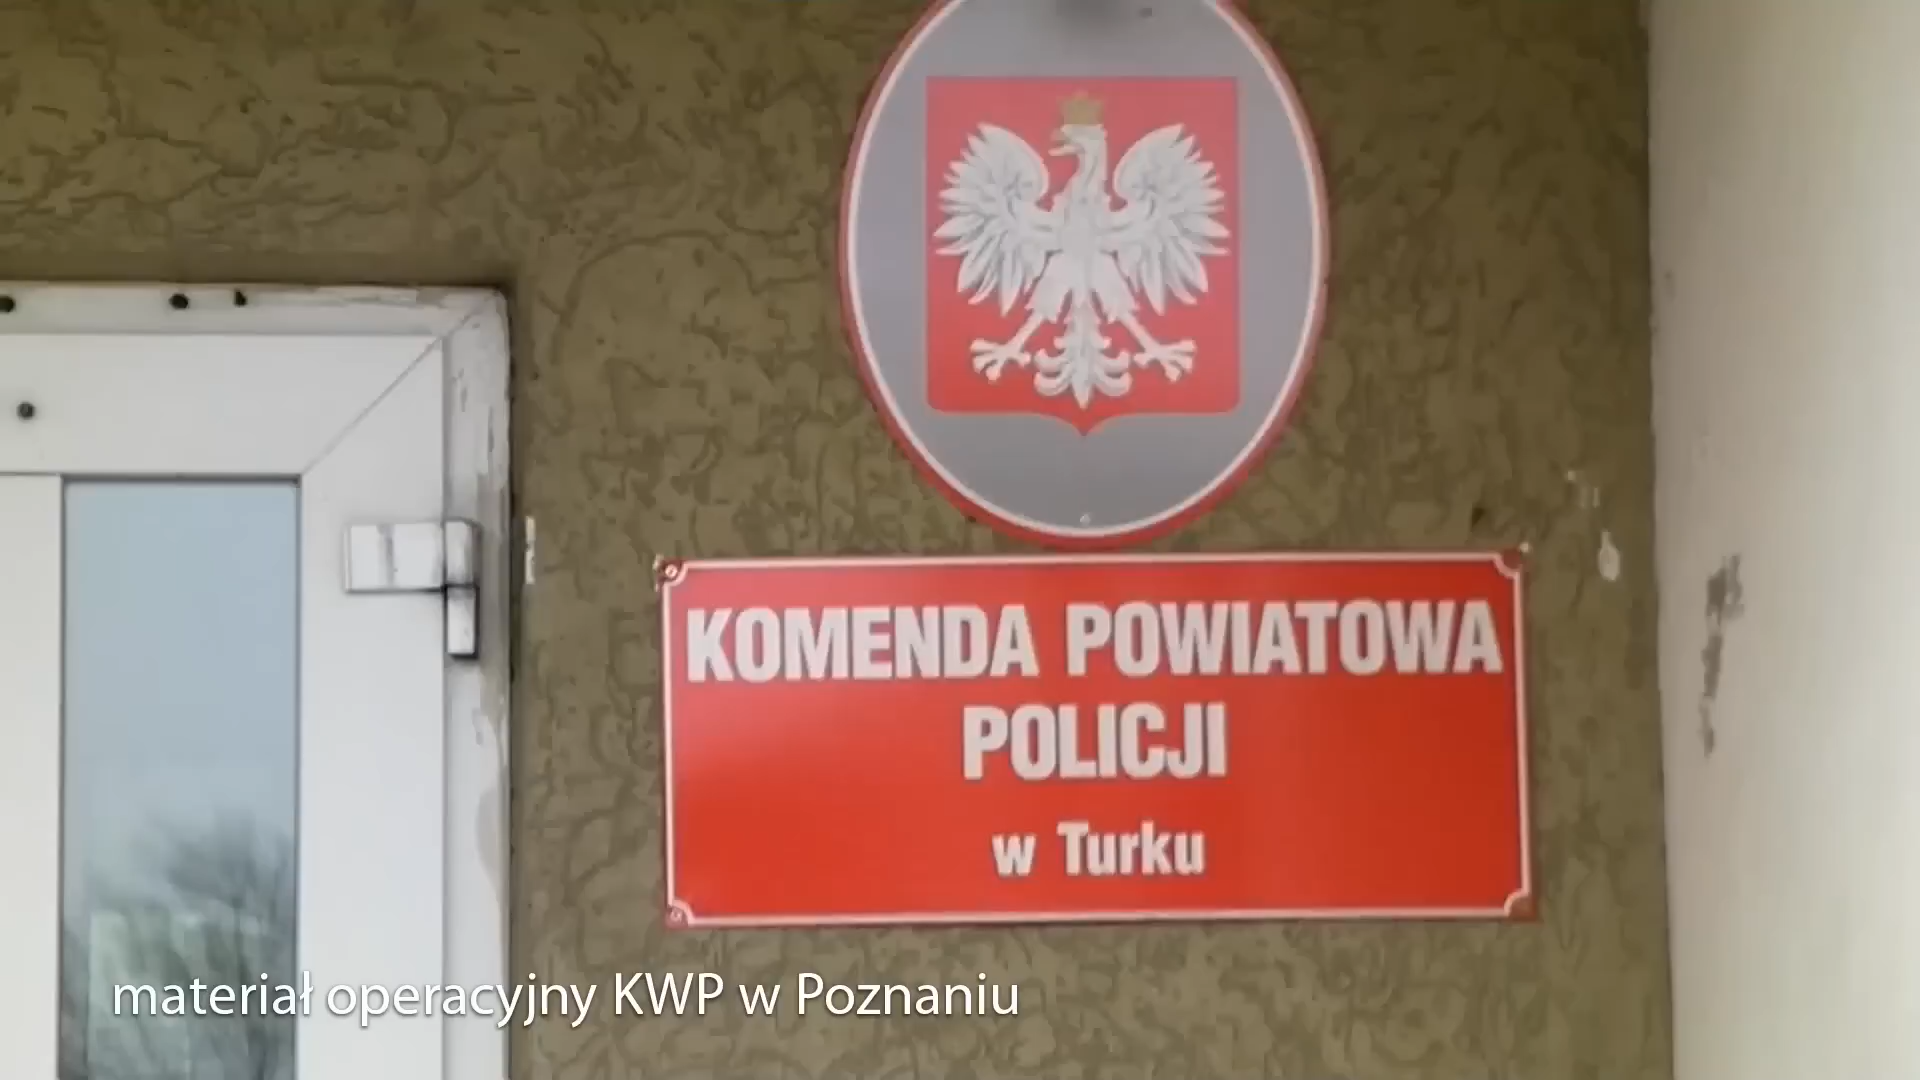 KOMENDA POWIATOWA
POLICJI
w Turku
materiał operacyjny KWP w Poznaniu